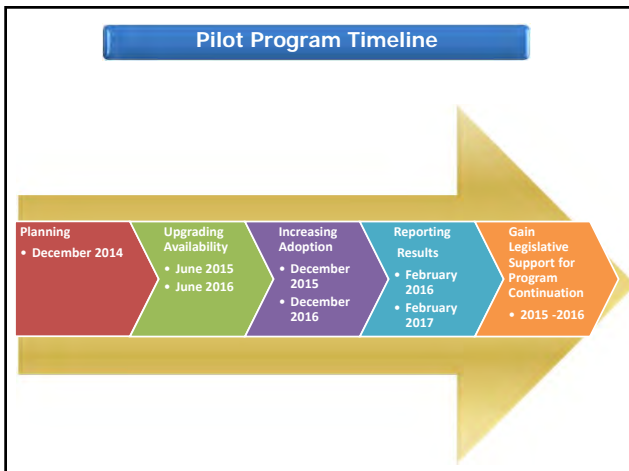 Pilot Program Timeline
Planning
• December 2014
Upgrading
Availability
• June 2015
• June 2016
Increasing
Adoption
• December
2015
• December
2016
Reporting
Results
• February
2016
• February
2017
Gain
Legislative
Support for
Program
Continuation
• 2015 -2016